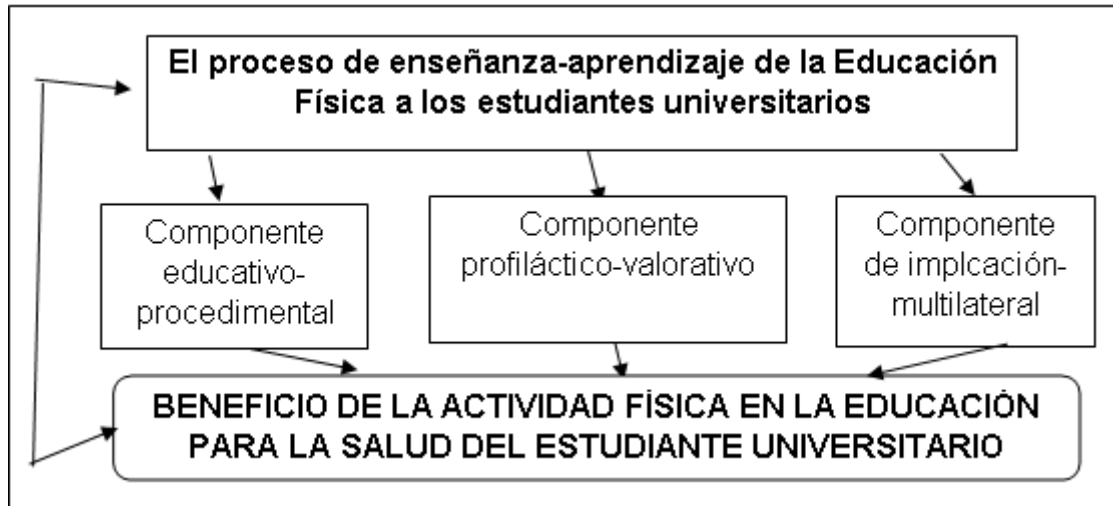 El proceso de enseñanza-aprendizaje de la Educación
Física a los estudiantes universitarios
Componente
educativo-
procedimental
Componente
profiláctico-valorativo
Componente
de implcación-
multilateral
BENEFICIO DE LA ACTIVIDAD FÍSICA EN LA EDUCACIÓN
PARA LA SALUD DEL ESTUDIANTE UNIVERSITARIO